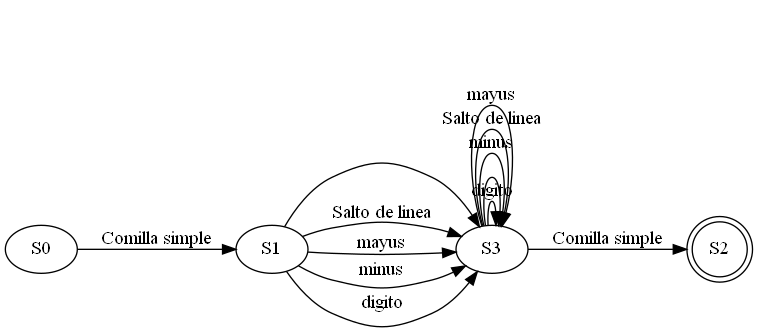 mayus
Salto de linea
minus
digito
S0
Comilla simple
S1
Salto de linea
mayus
minus
digito
S3
Comilla simple
S2